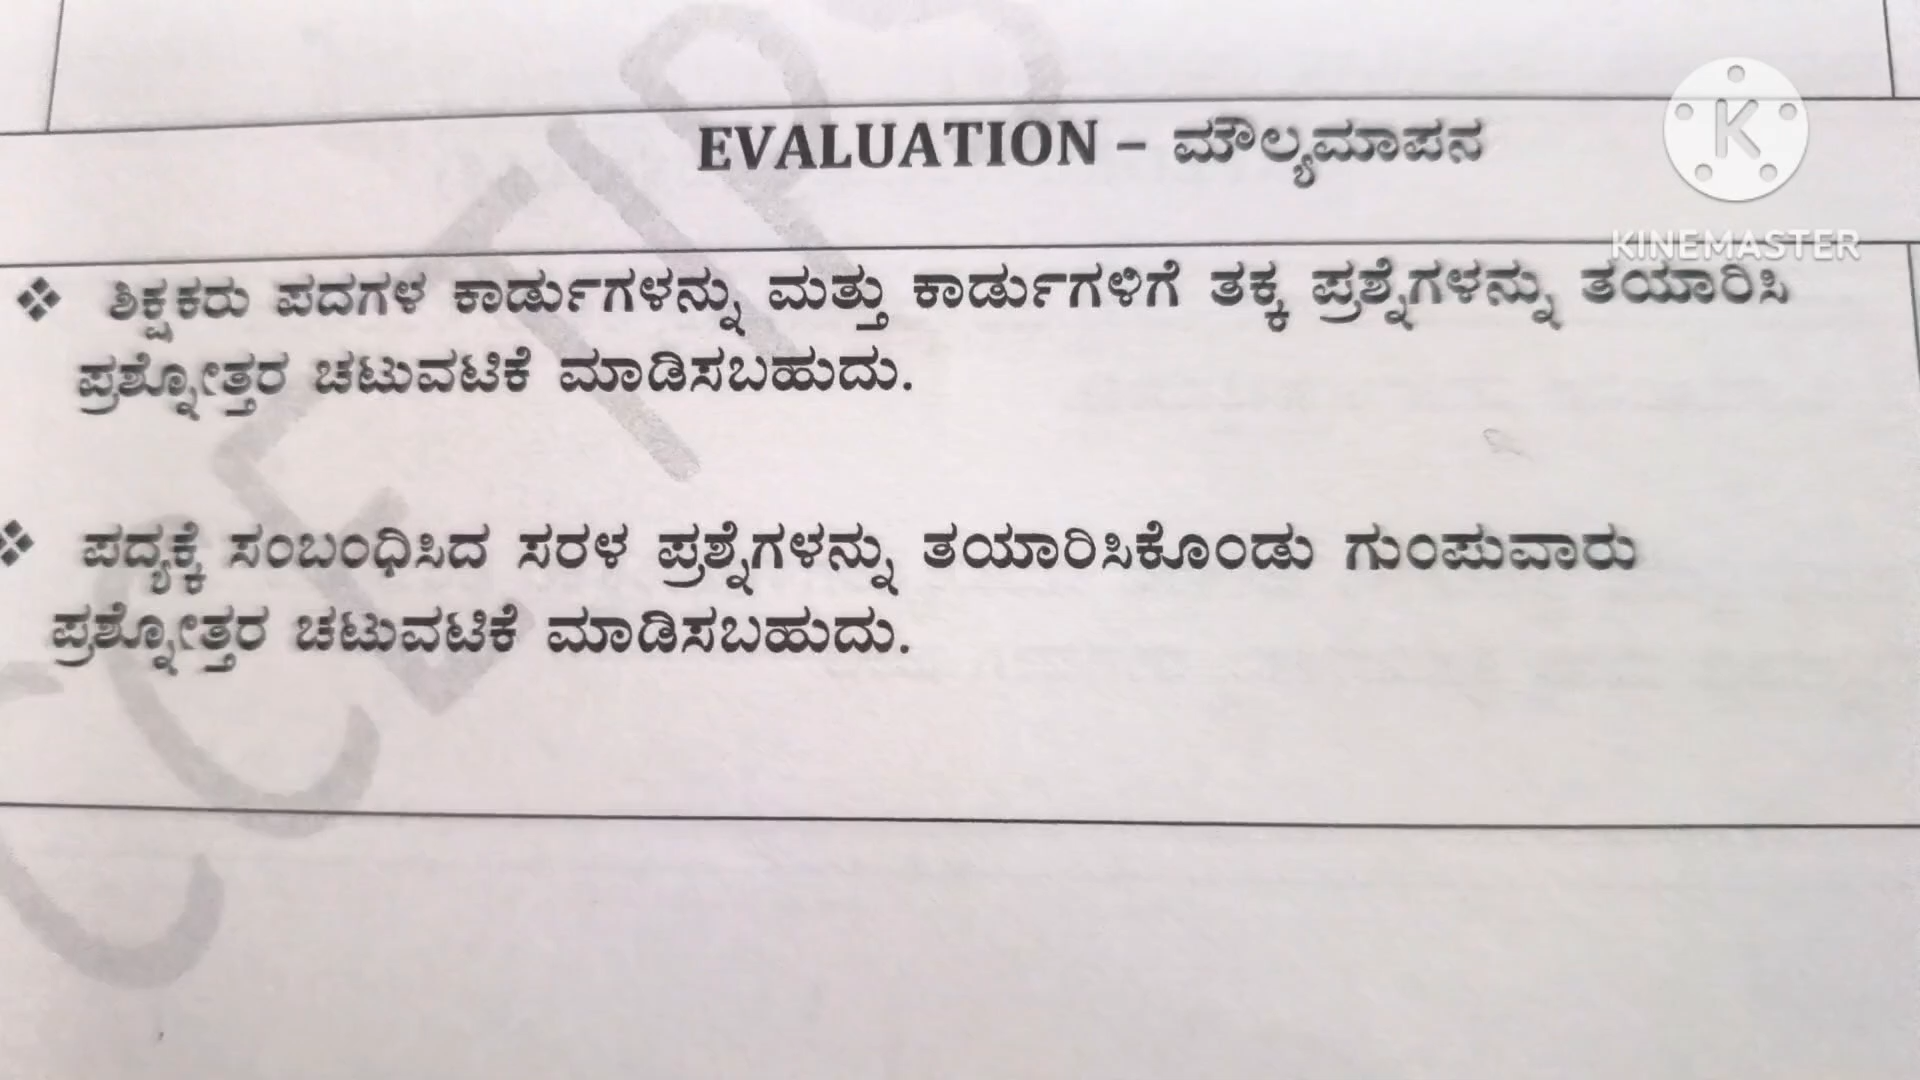 EVALUATION – ಮೌಲ್ಯಮಾಪನ
KINEMASTER
❖ ಶಿಕ್ಷಕರು ಪದಗಳ ಕಾರ್ಡುಗಳನ್ನು ಮತ್ತು ಕಾರ್ಡುಗಳಿಗೆ ತಕ್ಕ ಪ್ರಶ್ನೆಗಳನ್ನು ತಯಾರಿಸಿ
ಪ್ರಶ್ನೋತ್ತರ ಚಟುವಟಿಕೆ ಮಾಡಿಸಬಹುದು.
❖ ಪದ್ಯಕ್ಕೆ ಸಂಬಂಧಿಸಿದ ಸರಳ ಪ್ರಶ್ನೆಗಳನ್ನು ತಯಾರಿಸಿಕೊಂಡು ಗುಂಪುವಾರು
ಪ್ರಶ್ನೋತ್ತರ ಚಟುವಟಿಕೆ ಮಾಡಿಸಬಹುದು.